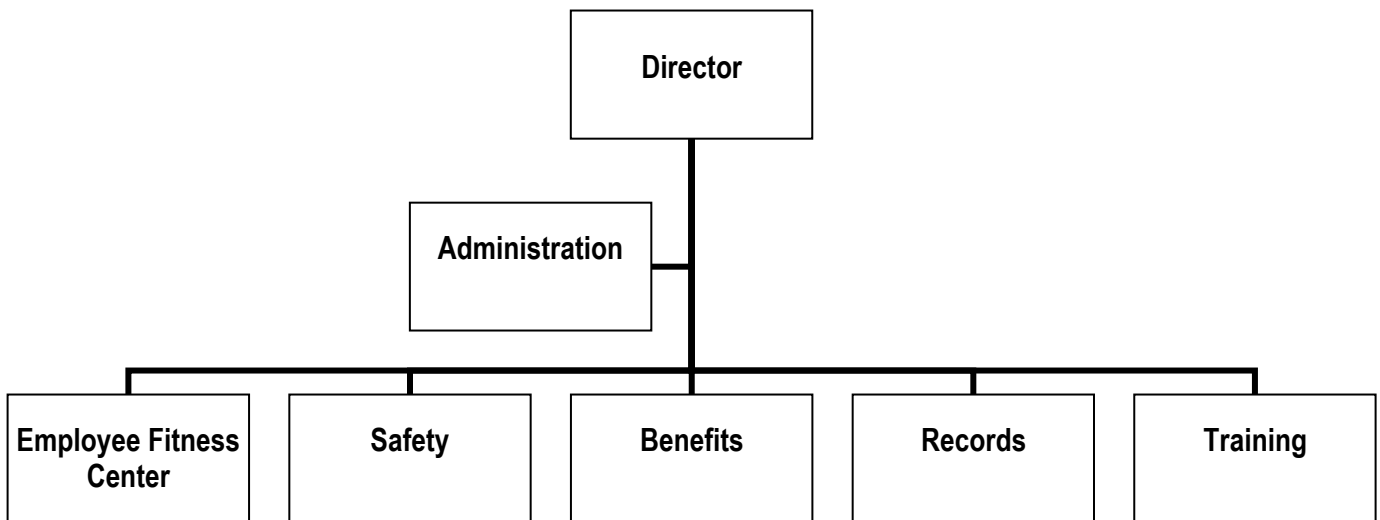 Director
Administration
Employee Fitness
Center
Safety
Benefits
Records
Training